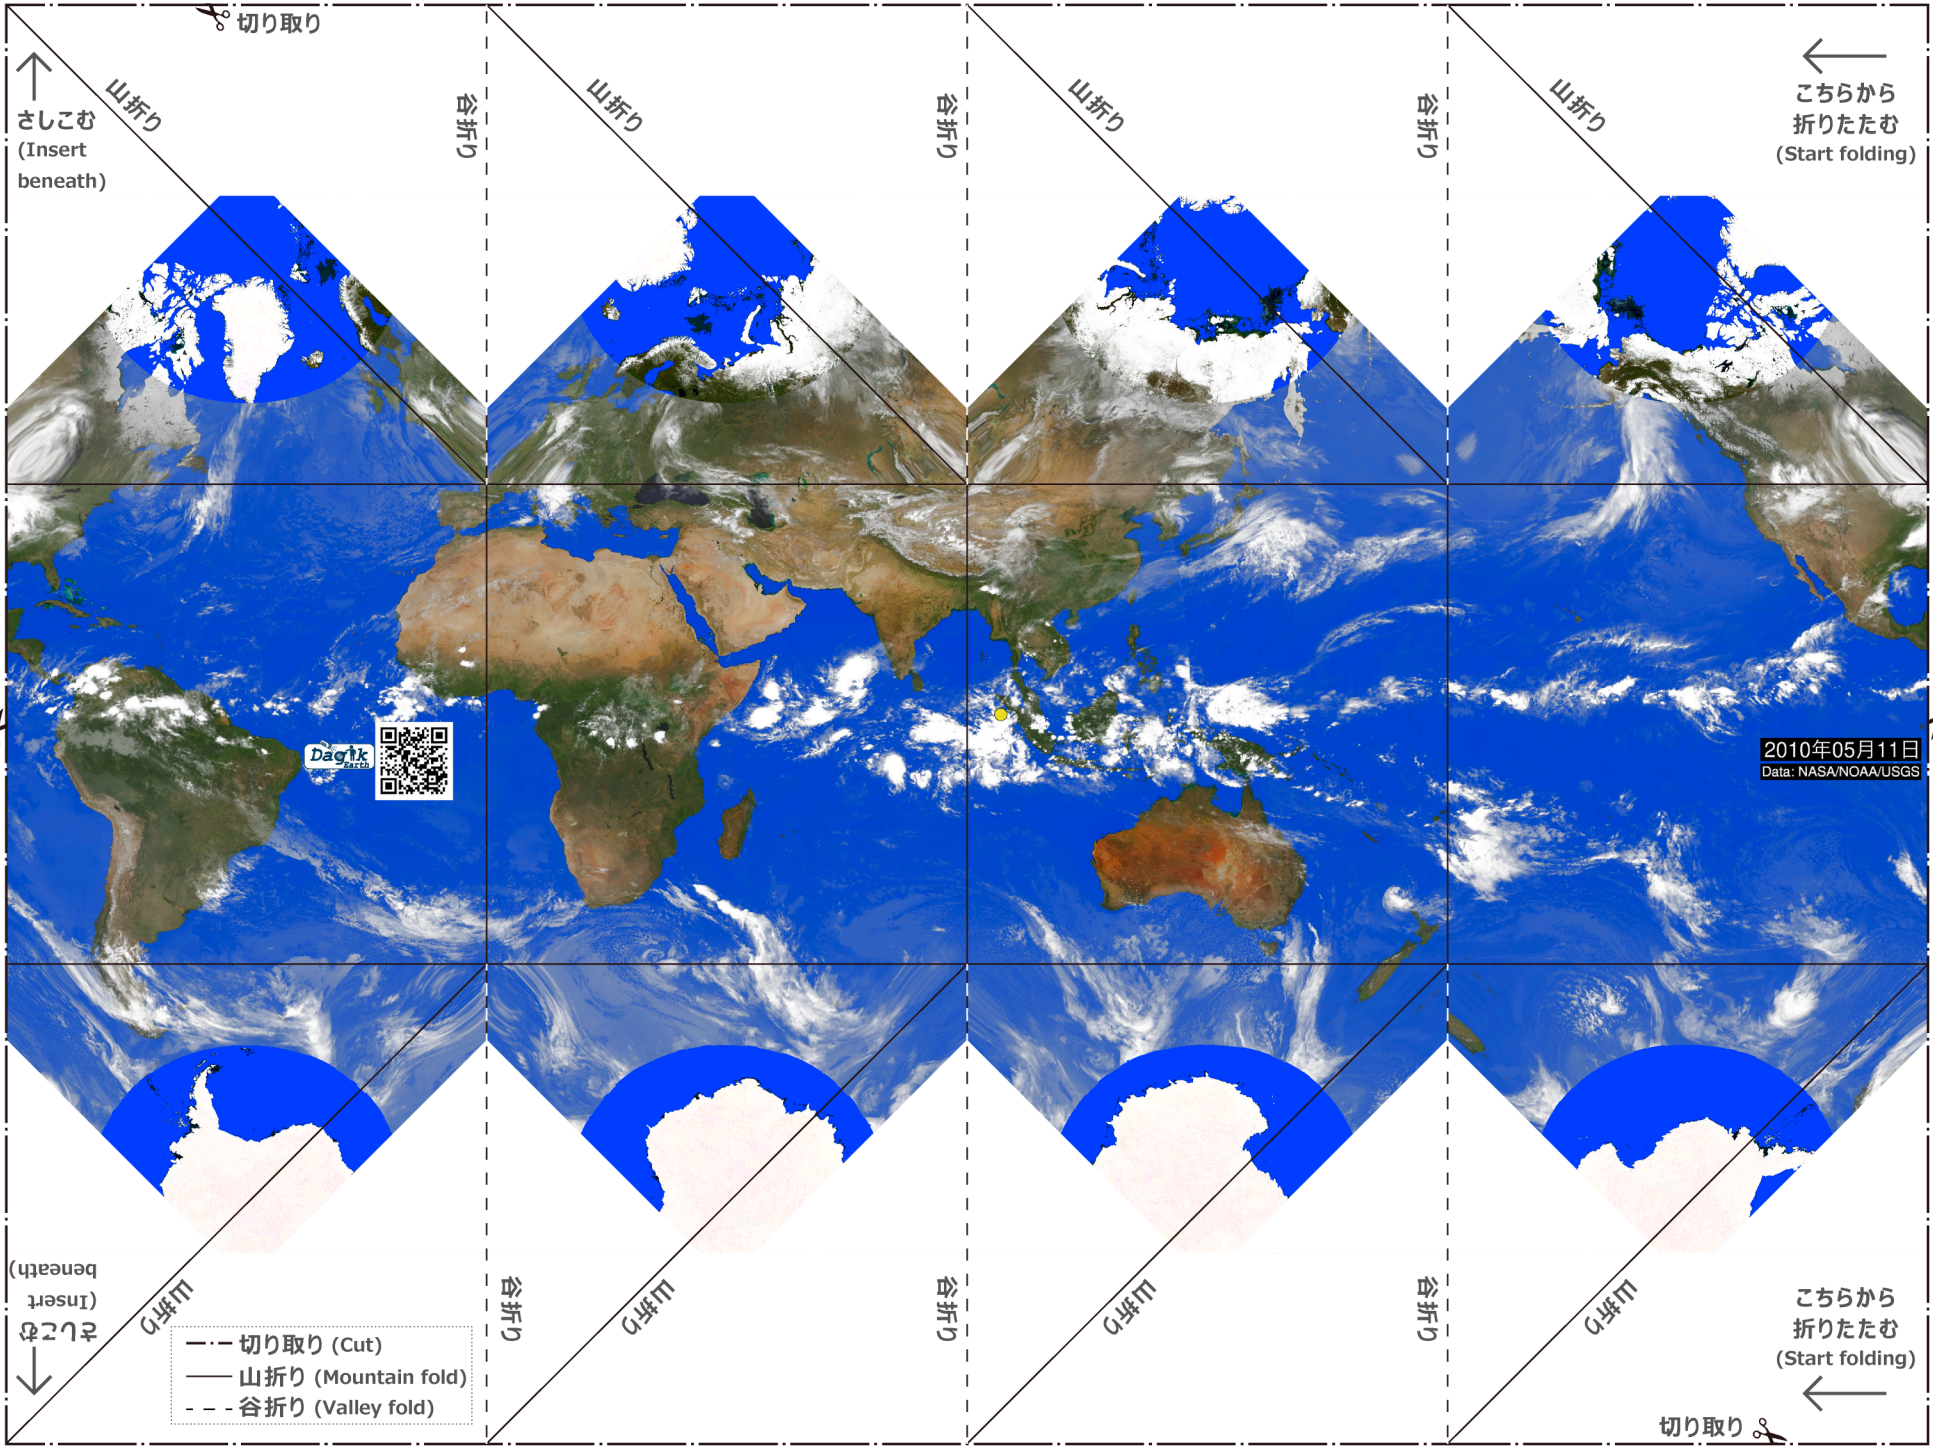 切り取り
さしこむ
(Insert
beneath)
山折り
谷折り
山折り
谷折り
山折り
谷折り
山折り
こちらから
折りたたむ
(Start folding)
Dagik
Earth
2010年05月11日
Data: NASA/NOAA/USGS
さしこむ
(Insert
beneath)
山折り
谷折り
山折り
谷折り
山折り
谷折り
山折り
こちらから
折りたたむ
(Start folding)
切り取り (Cut)
山折り (Mountain fold)
谷折り (Valley fold)
切り取り